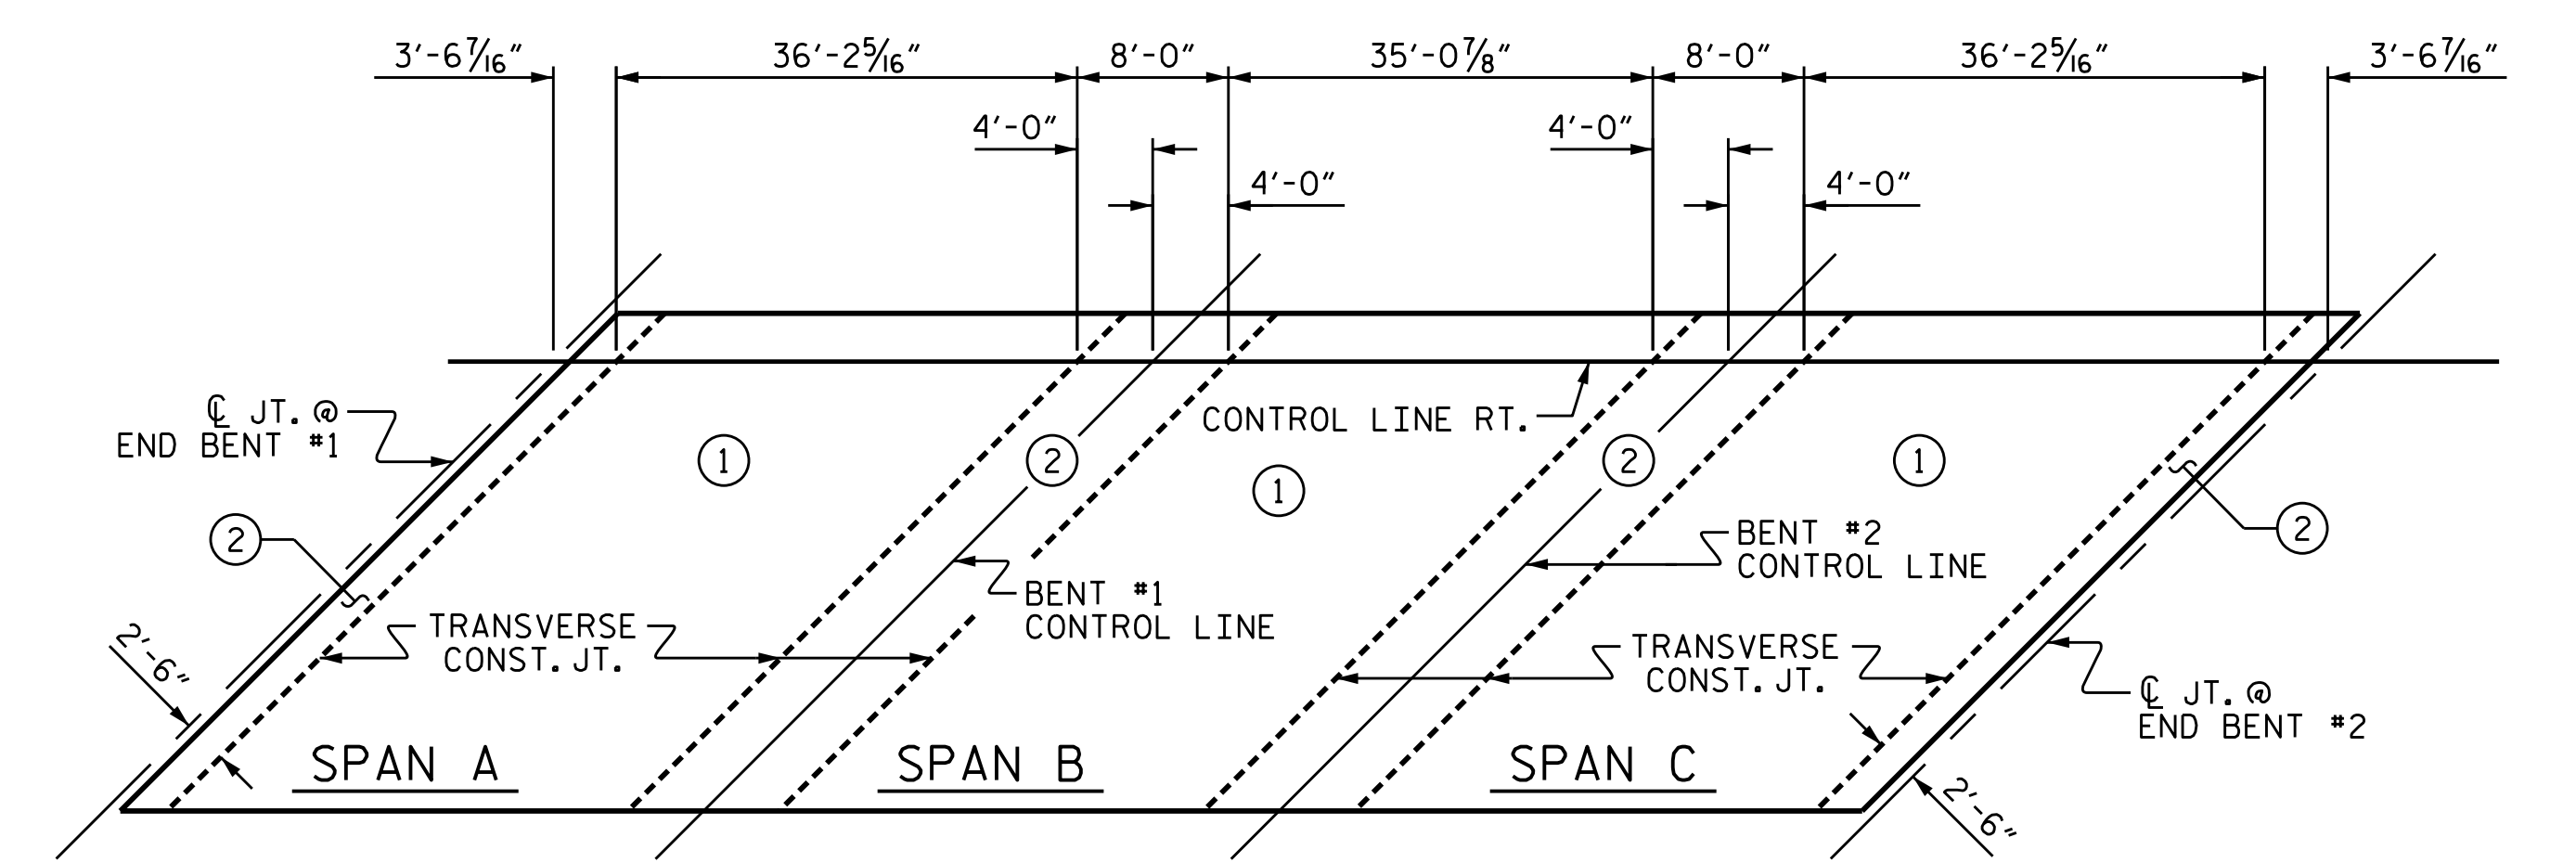 3'-6 7/16" 36'-2 5/16" 8'-0" 35'-0 7/8" 8'-0" 36'-2 5/16" 3'-6 7/16"
4'-0" 4'-0"
4'-0" 4'-0"
℄ JT. @
END BENT #1
CONTROL LINE RT.
1
2
1
2
1
2
2
BENT #2
CONTROL LINE
BENT #1
CONTROL LINE
2'-6"
TRANSVERSE
CONST. JT.
TRANSVERSE
CONST. JT.
℄ JT. @
END BENT #2
SPAN A
SPAN B
SPAN C
2'-6"